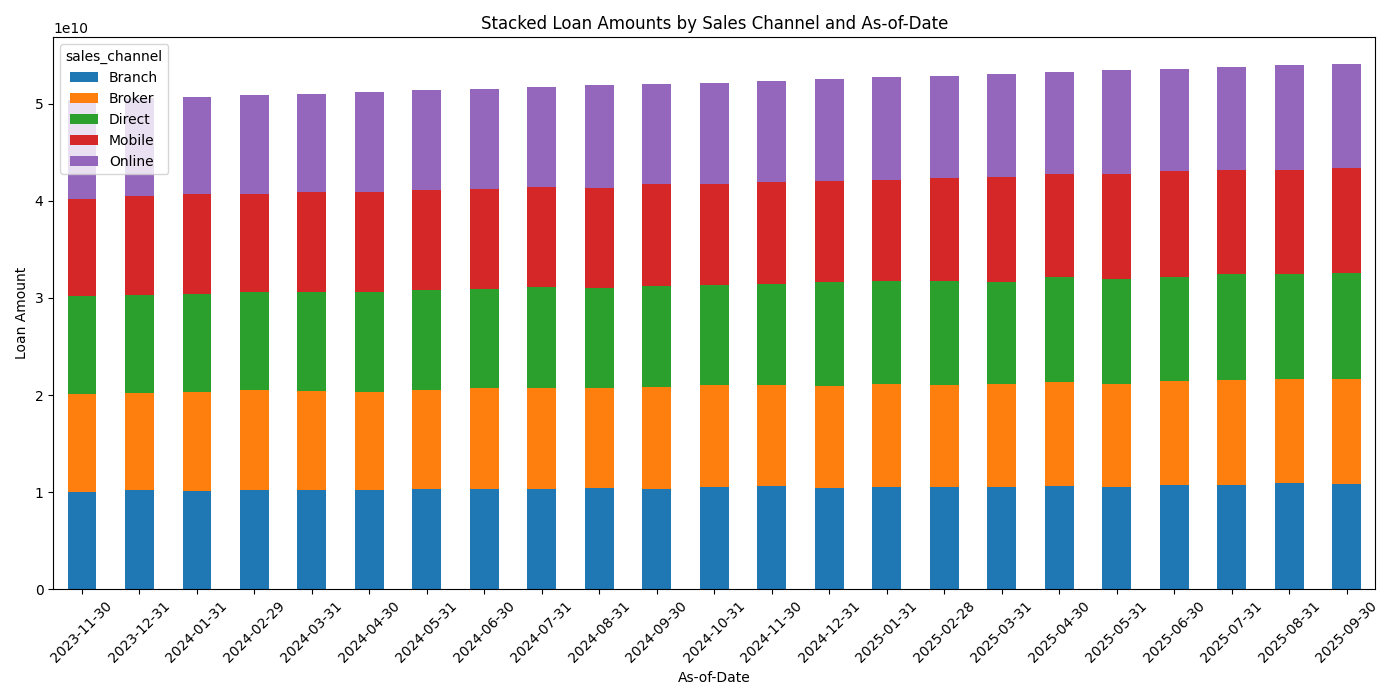 Stacked Loan Amounts by Sales Channel and As-of-Date
1e10
sales_channel
Branch
Broker
Direct
Mobile
Online
5
4
3
2
1
0
Loan Amount
2023-11-30
2023-12-31
2024-01-31
2024-02-29
2024-03-31
2024-04-30
2024-05-31
2024-06-30
2024-07-31
2024-08-31
2024-09-30
2024-10-31
2024-11-30
2024-12-31
2025-01-31
2025-02-28
2025-03-31
2025-04-30
2025-05-31
2025-06-30
2025-07-31
2025-08-31
2025-09-30
As-of-Date